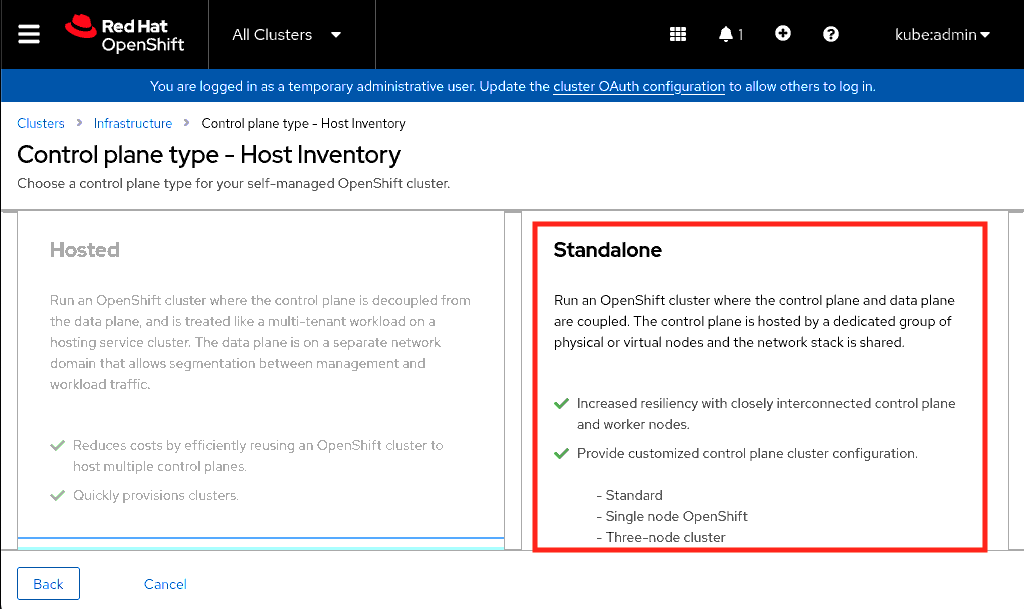 Red Hat
OpenShift
All Clusters
1
kube:admin
You are logged in as a temporary administrative user. Update the cluster OAuth configuration to allow others to log in.
Clusters > Infrastructure > Control plane type - Host Inventory
Control plane type - Host Inventory
Choose a control plane type for your self-managed OpenShift cluster.
Hosted
Run an OpenShift cluster where the control plane is decoupled from
the data plane, and is treated like a multi-tenant workload on a
hosting service cluster. The data plane is on a separate network
domain that allows segmentation between management and
workload traffic.
Reduces costs by efficiently reusing an OpenShift cluster to
host multiple control planes.
Quickly provisions clusters.
Standalone
Run an OpenShift cluster where the control plane and data plane
are coupled. The control plane is hosted by a dedicated group of
physical or virtual nodes and the network stack is shared.
Increased resiliency with closely interconnected control plane
and worker nodes.
Provide customized control plane cluster configuration.
- Standard
- Single node OpenShift
- Three-node cluster
Back
Cancel